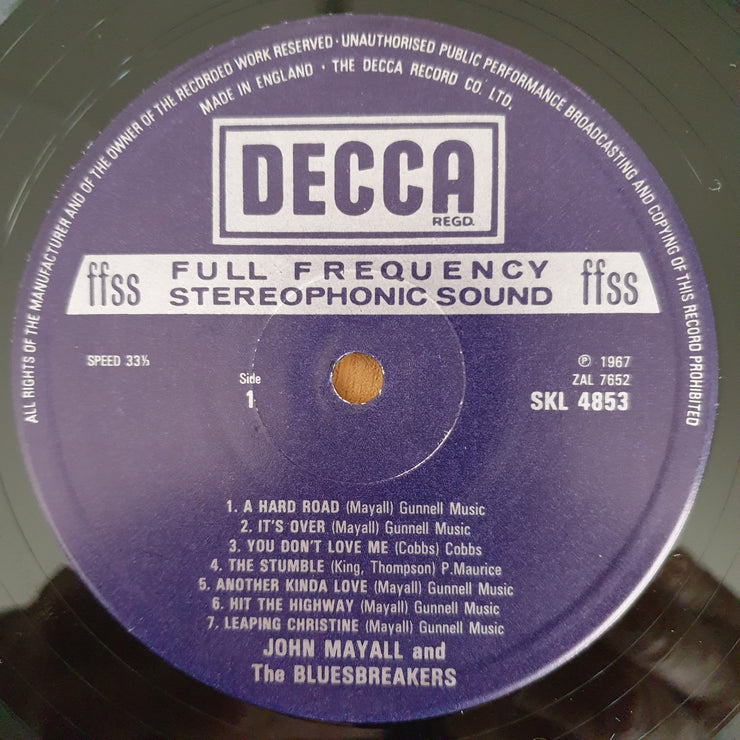 ALL RIGHTS OF THE MANUFACTURER AND OF THE OWNER OF THE RECORDED WORK RESERVED · UNAUTHORISED PUBLIC PERFORMANCE BROADCASTING AND COPYING OF THIS RECORD PROHIBITED
MADE IN ENGLAND · THE DECCA RECORD CO. LTD.
DECCA
REGD.
ffss FULL FREQUENCY ffss
STEREOPHONIC SOUND
SPEED 33⅓
℗ 1967
ZAL 7652
Side
1
SKL 4853
1. A HARD ROAD (Mayall) Gunnell Music
2. IT'S OVER (Mayall) Gunnell Music
3. YOU DON'T LOVE ME (Cobbs) Cobbs
4. THE STUMBLE (King, Thompson) P.Maurice
5. ANOTHER KINDA LOVE (Mayall) Gunnell Music
6. HIT THE HIGHWAY (Mayall) Gunnell Music
7. LEAPING CHRISTINE (Mayall) Gunnell Music
JOHN MAYALL and
The BLUESBREAKERS